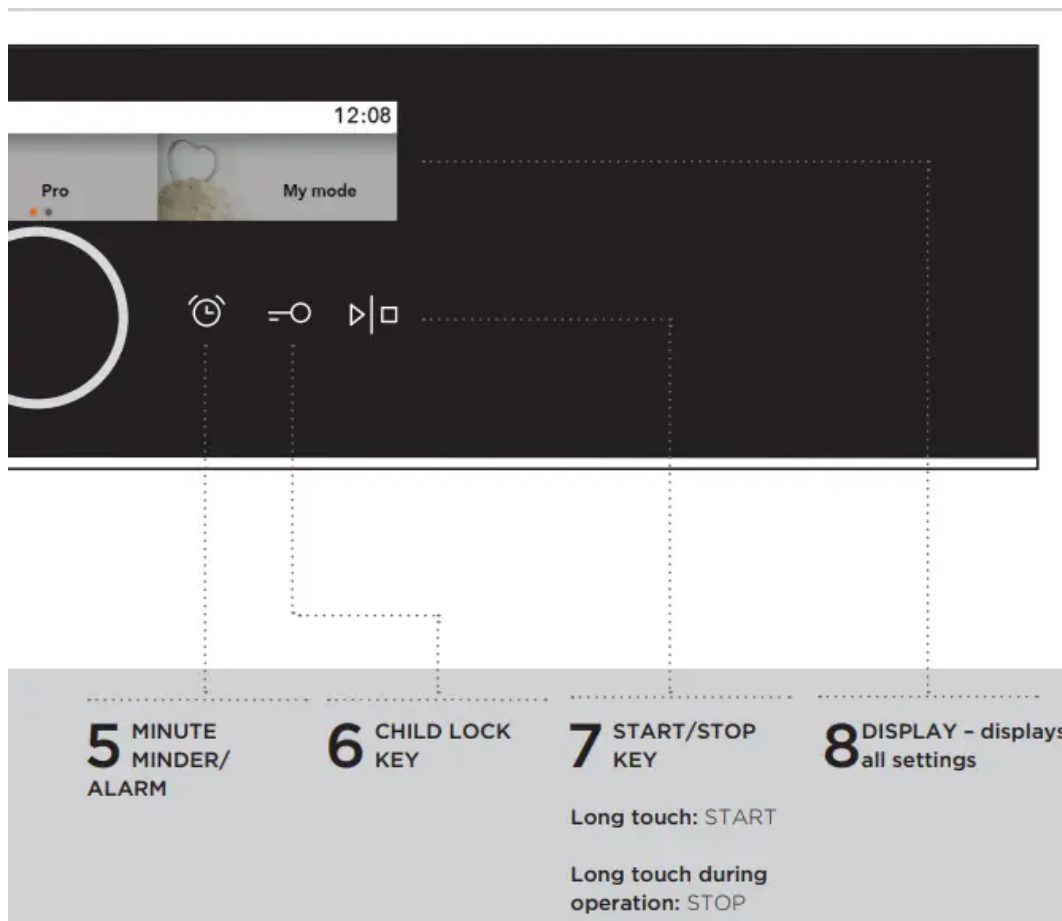 12:08
Pro
My mode
5 MINUTE
MINDER/
ALARM
6 CHILD LOCK
KEY
7 START/STOP
KEY
Long touch: START
Long touch during
operation: STOP
8 DISPLAY – displays
all settings